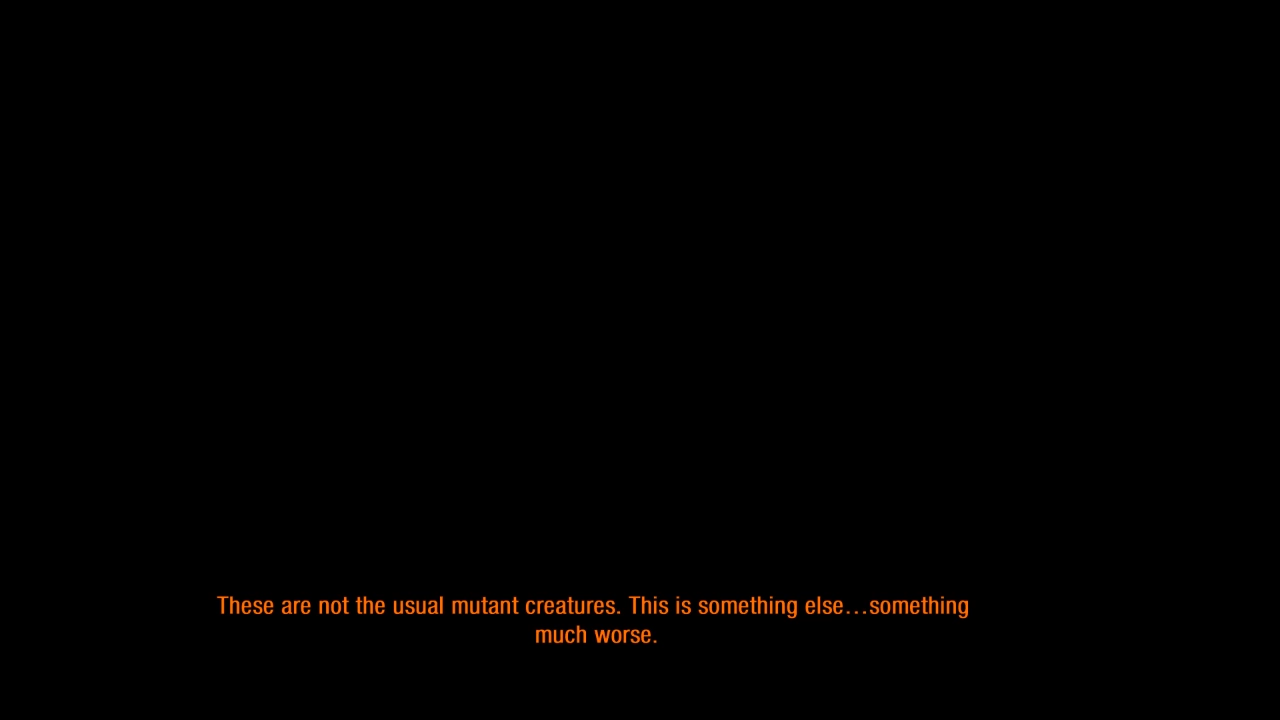 These are not the usual mutant creatures. This is something else…something
much worse.